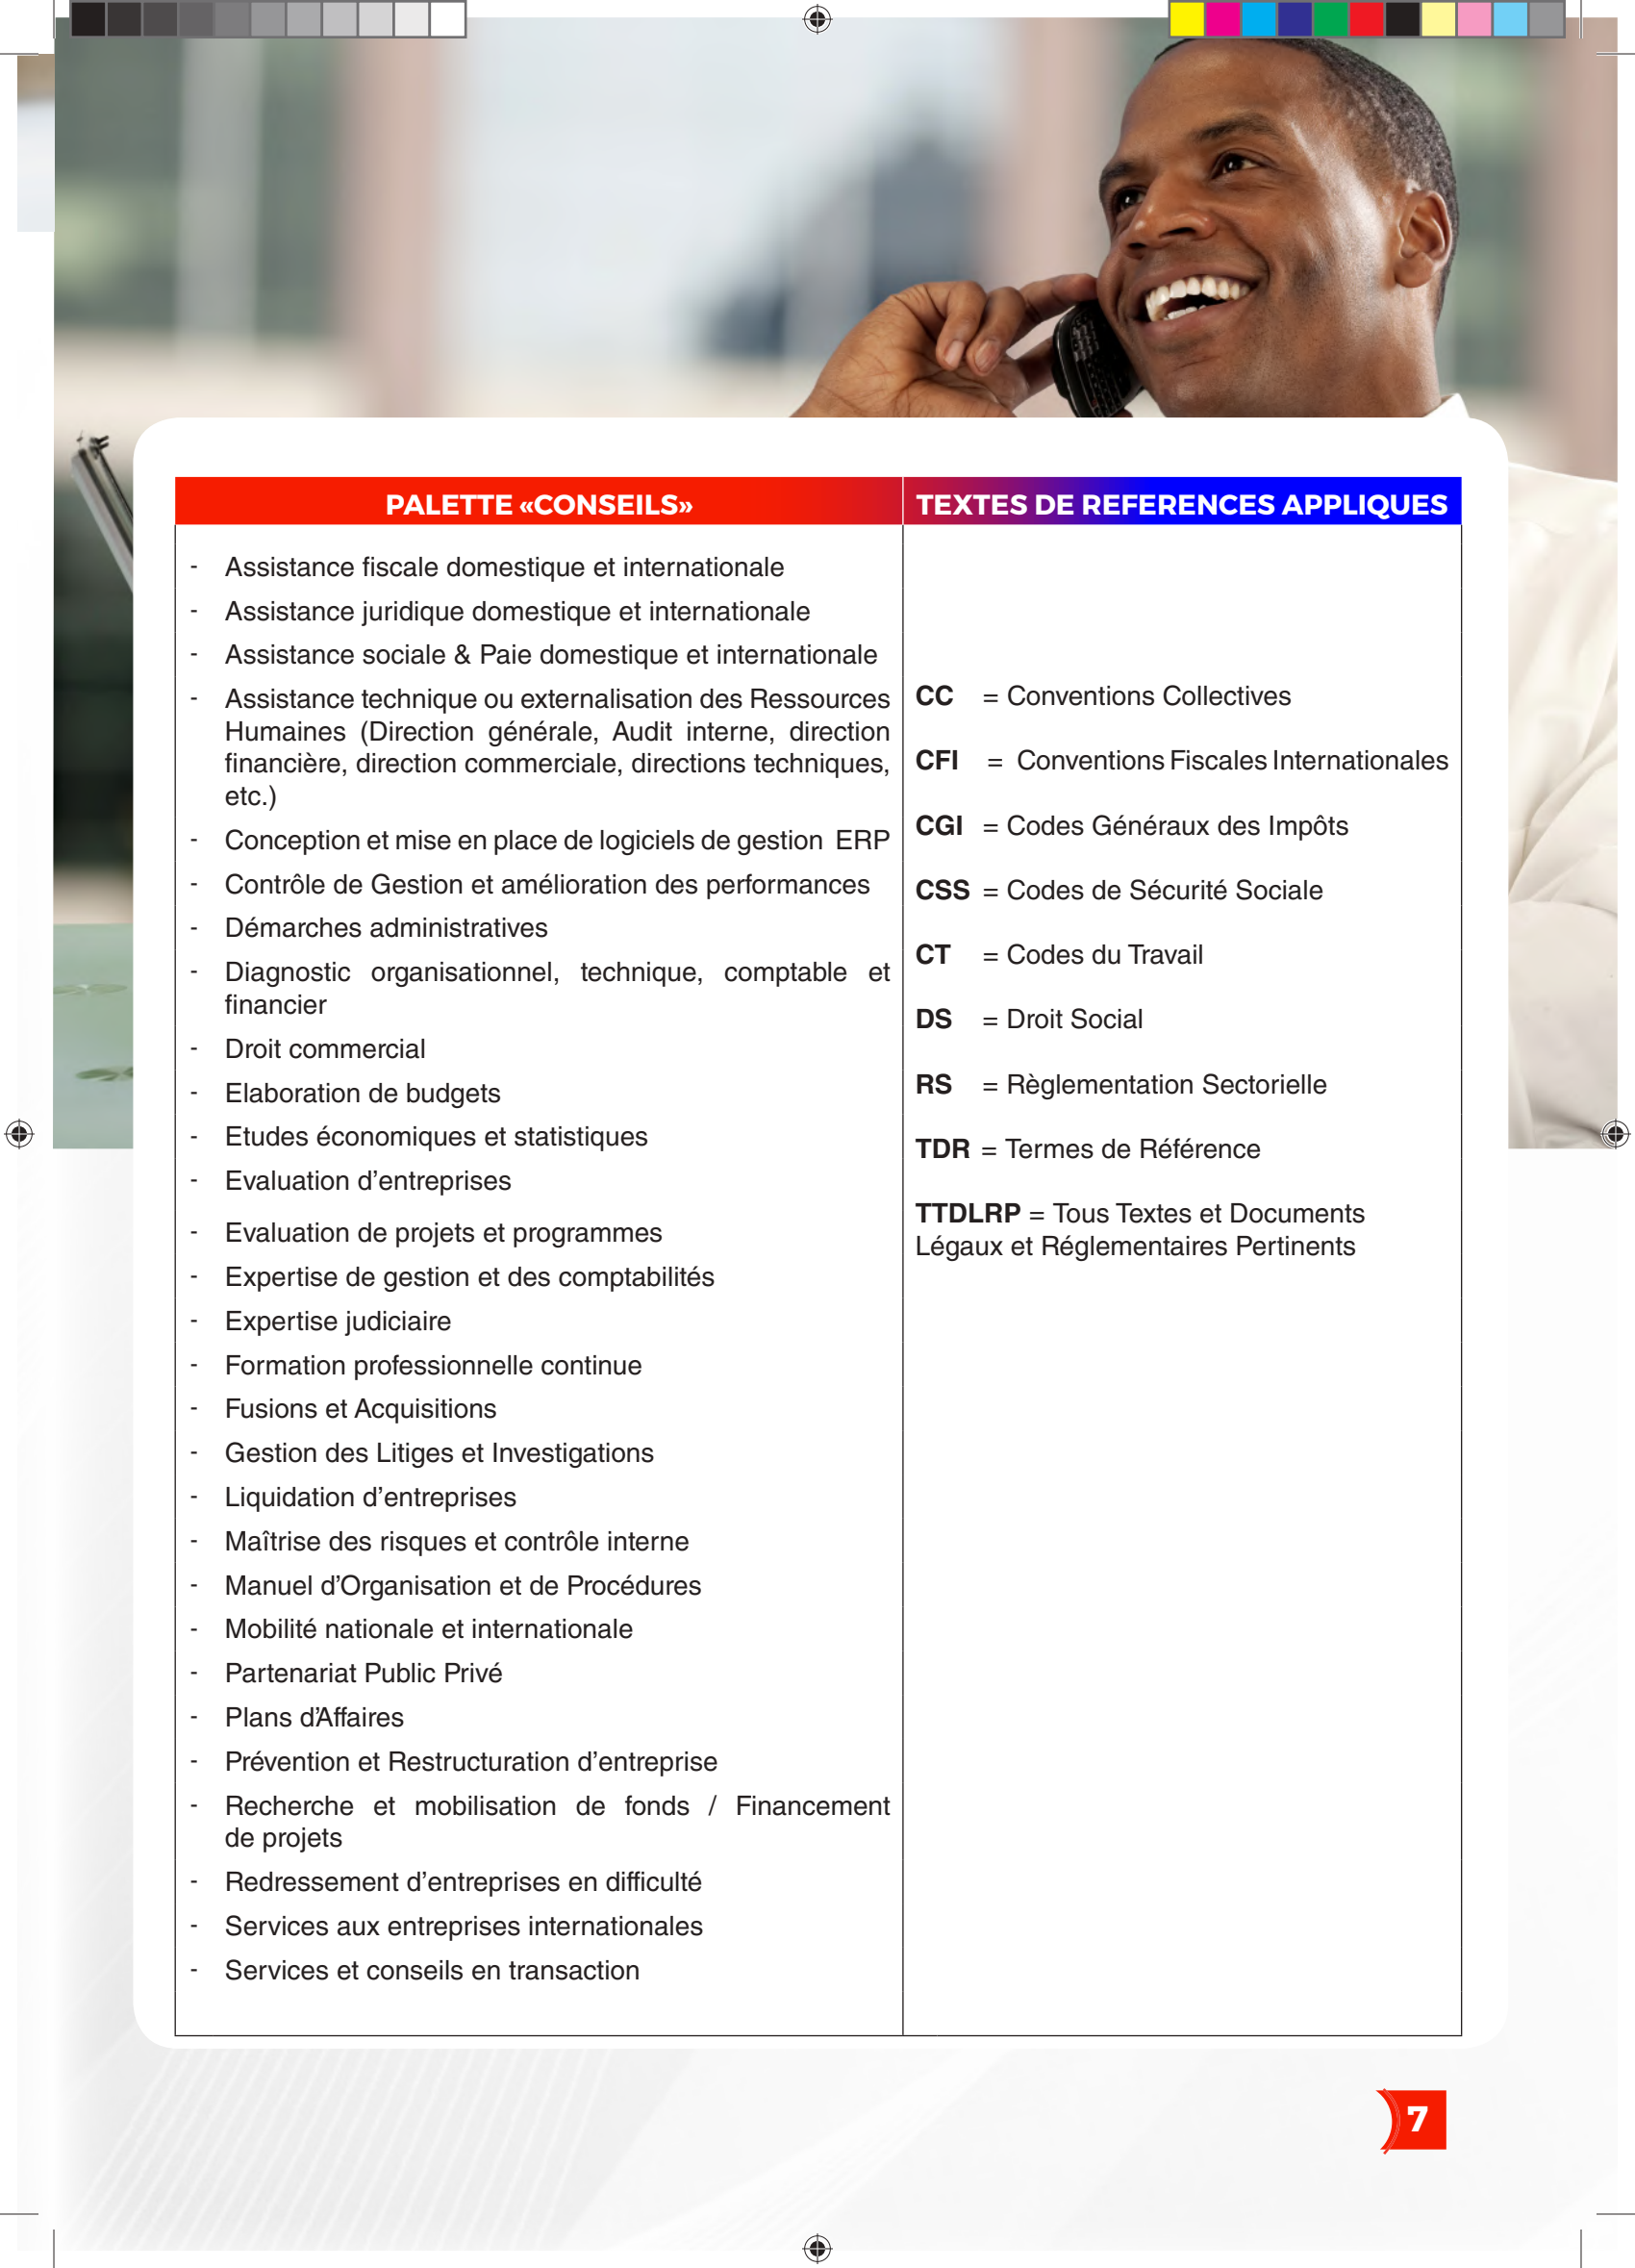 PALETTE «CONSEILS»
- Assistance fiscale domestique et internationale
- Assistance juridique domestique et internationale
- Assistance sociale & Paie domestique et internationale
- Assistance technique ou externalisation des Ressources
Humaines (Direction générale, Audit interne, direction
financière, direction commerciale, directions techniques,
etc.)
- Conception et mise en place de logiciels de gestion ERP
- Contrôle de Gestion et amélioration des performances
- Démarches administratives
- Diagnostic organisationnel, technique, comptable et
financier
- Droit commercial
- Elaboration de budgets
- Etudes économiques et statistiques
- Evaluation d'entreprises
- Evaluation de projets et programmes
- Expertise de gestion et des comptabilités
- Expertise judiciaire
- Formation professionnelle continue
- Fusions et Acquisitions
- Gestion des Litiges et Investigations
- Liquidation d'entreprises
- Maîtrise des risques et contrôle interne
- Manuel d'Organisation et de Procédures
- Mobilité nationale et internationale
- Partenariat Public Privé
- Plans d'Affaires
- Prévention et Restructuration d'entreprise
- Recherche et mobilisation de fonds / Financement
de projets
- Redressement d'entreprises en difficulté
- Services aux entreprises internationales
- Services et conseils en transaction
TEXTES DE REFERENCES APPLIQUES
CC = Conventions Collectives
CFI = Conventions Fiscales Internationales
CGI = Codes Généraux des Impôts
CSS = Codes de Sécurité Sociale
CT = Codes du Travail
DS = Droit Social
RS = Règlementation Sectorielle
TDR = Termes de Référence
TTDLRP = Tous Textes et Documents
Légaux et Réglementaires Pertinents
7